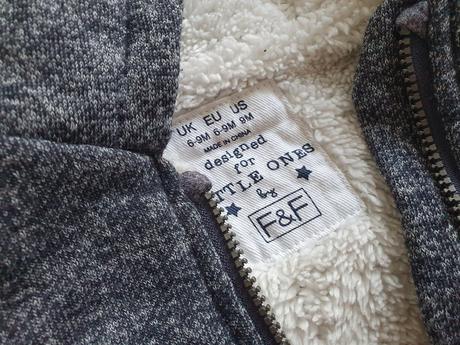 UK EU US
6-9M 6-9M 9M
MADE IN CHINA
designed
for
TTLE ONES
by
F&F